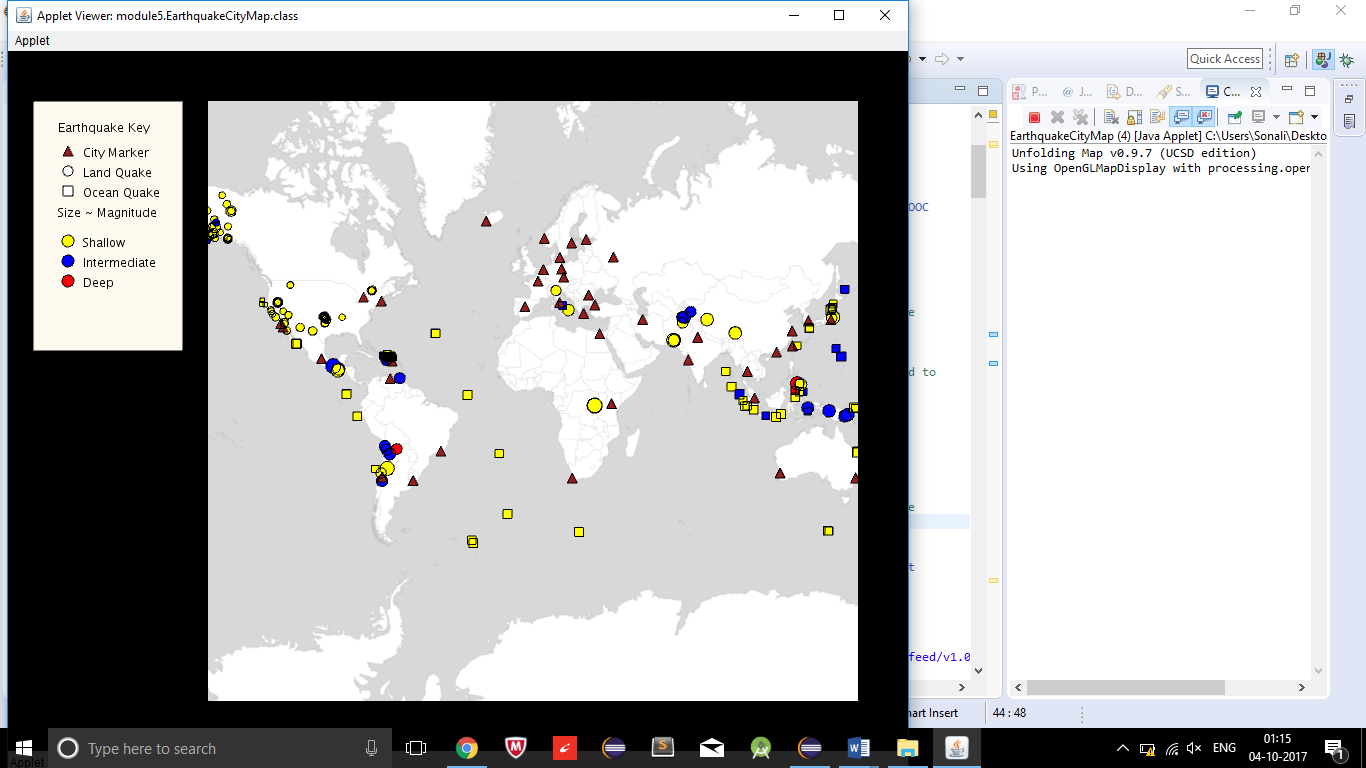 Applet Viewer: module5.EarthquakeCityMap.class
Applet
Earthquake Key
City Marker
Land Quake
Ocean Quake
Size ~ Magnitude
Shallow
Intermediate
Deep
Quick Access
P...
@ J...
D...
S...
C...
EarthquakeCityMap (4) [Java Applet] C:\Users\Sonali\Deskto
Unfolding Map v0.9.7 (UCSD edition)
Using OpenGLMapDisplay with processing.oper
OOC
e
d to
e
t
feed/v1.0
art Insert
44 : 48
Type here to search
ENG
01:15
04-10-2017
1
Applet